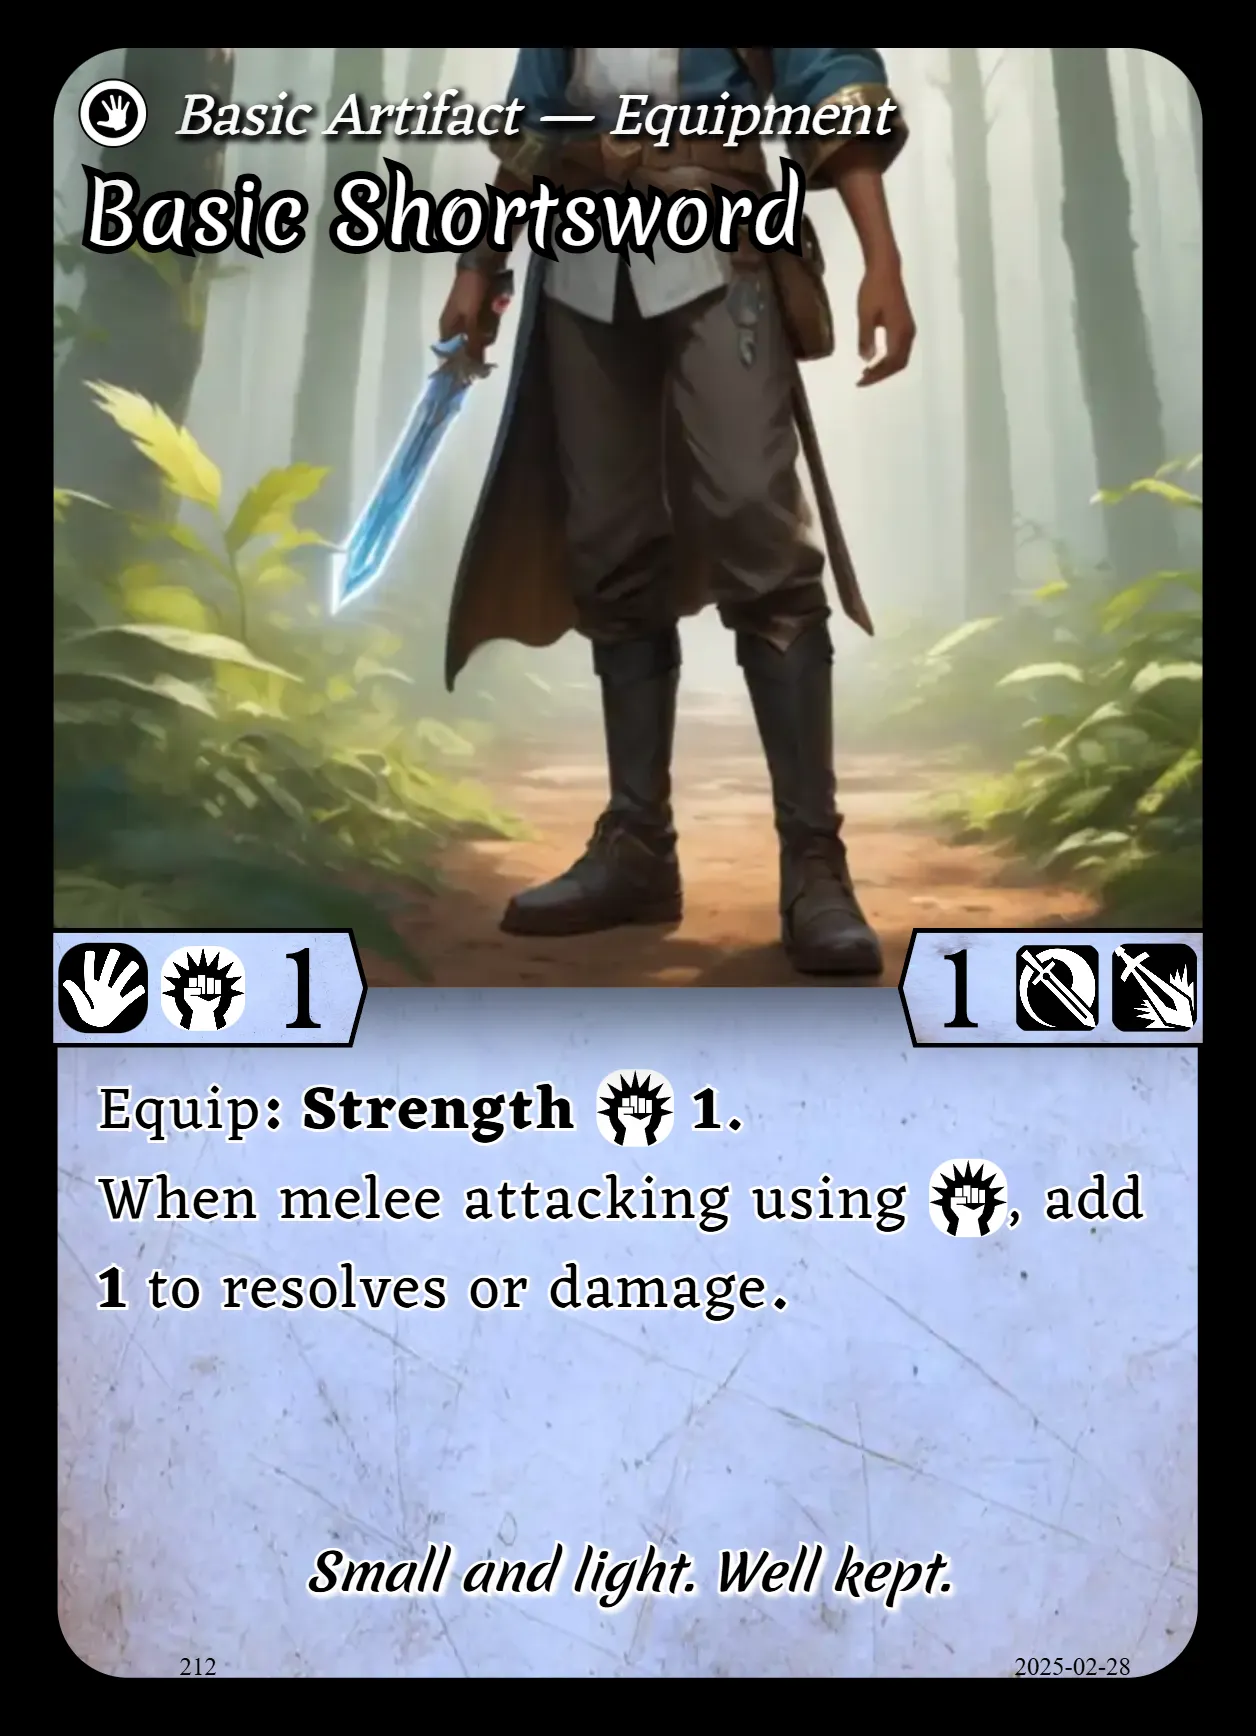 Basic Artifact — Equipment
Basic Shortsword
1
1
Equip: Strength 1.
When melee attacking using , add
1 to resolves or damage.
Small and light. Well kept.
212
2025-02-28